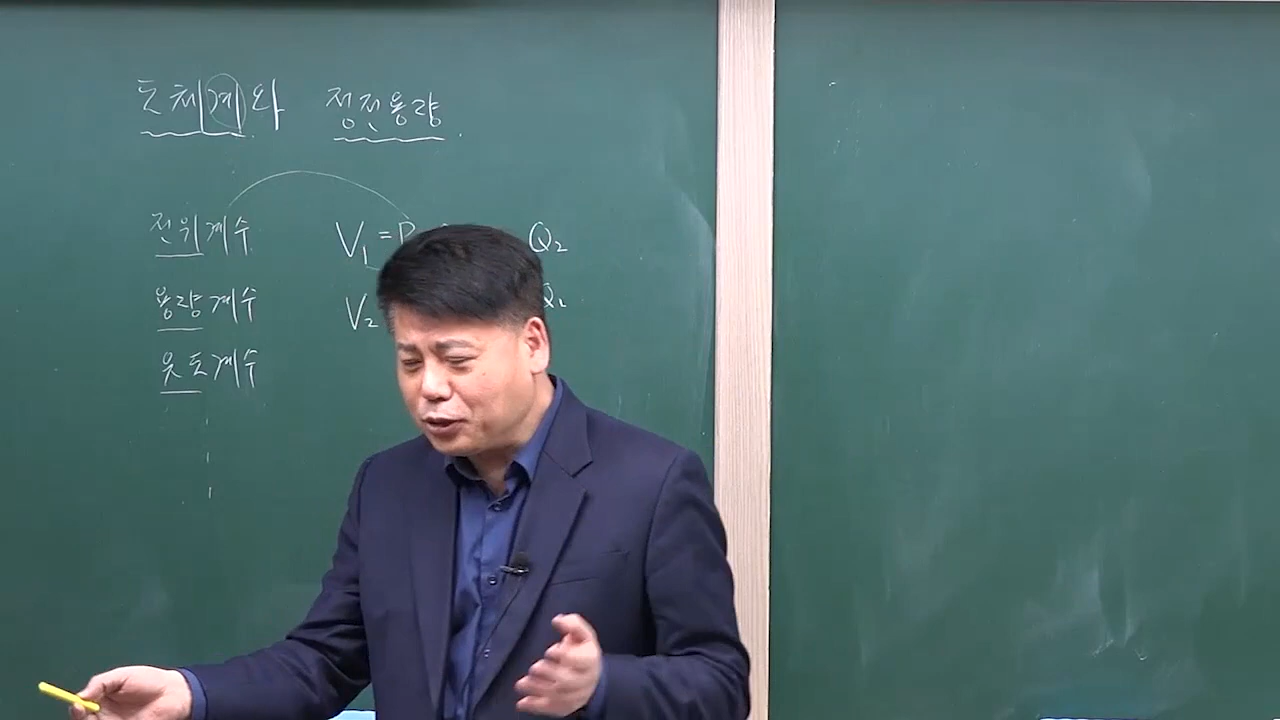 도체계와 정전용량
전위계수 V₁ = P Q₂
용량계수 V₂ Q₂
유도계수